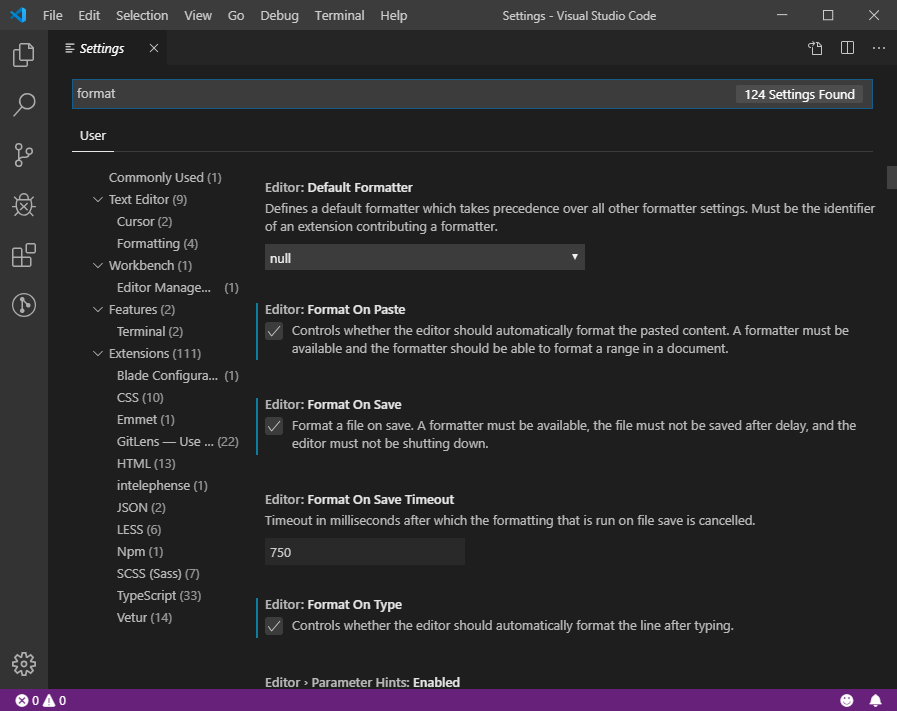 File Edit Selection View Go Debug Terminal Help Settings - Visual Studio Code
Settings
format 124 Settings Found
User
Commonly Used (1)
Text Editor (9)
Cursor (2)
Formatting (4)
Workbench (1)
Editor Manage... (1)
Features (2)
Terminal (2)
Extensions (111)
Blade Configura... (1)
CSS (10)
Emmet (1)
GitLens — Use ... (22)
HTML (13)
intelephense (1)
JSON (2)
LESS (6)
Npm (1)
SCSS (Sass) (7)
TypeScript (33)
Vetur (14)
Editor: Default Formatter
Defines a default formatter which takes precedence over all other formatter settings. Must be the identifier
of an extension contributing a formatter.
null
Editor: Format On Paste
Controls whether the editor should automatically format the pasted content. A formatter must be
available and the formatter should be able to format a range in a document.
Editor: Format On Save
Format a file on save. A formatter must be available, the file must not be saved after delay, and the
editor must not be shutting down.
Editor: Format On Save Timeout
Timeout in milliseconds after which the formatting that is run on file save is cancelled.
750
Editor: Format On Type
Controls whether the editor should automatically format the line after typing.
Editor › Parameter Hints: Enabled
0 0